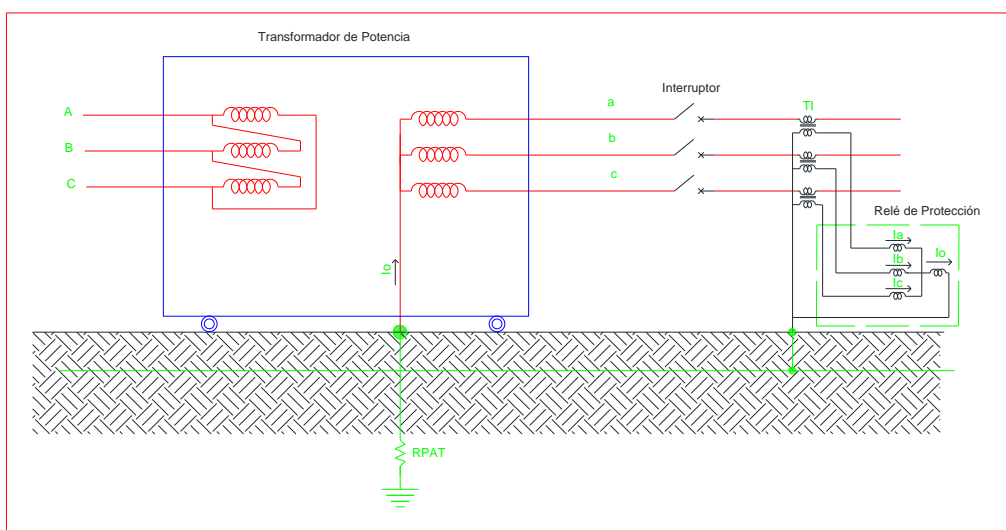 Transformador de Potencia
Interruptor
A
B
C
a
b
c
TI
Relé de Protección
Ia
Ib
Ic
Io
Io
RPAT